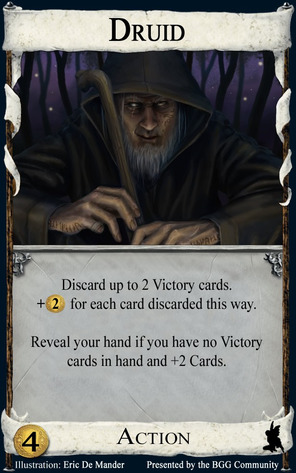 DRUID
Discard up to 2 Victory cards.
+2 for each card discarded this way.
Reveal your hand if you have no Victory
cards in hand and +2 Cards.
4
ACTION
Illustration: Eric De Mander
Presented by the BGG Community